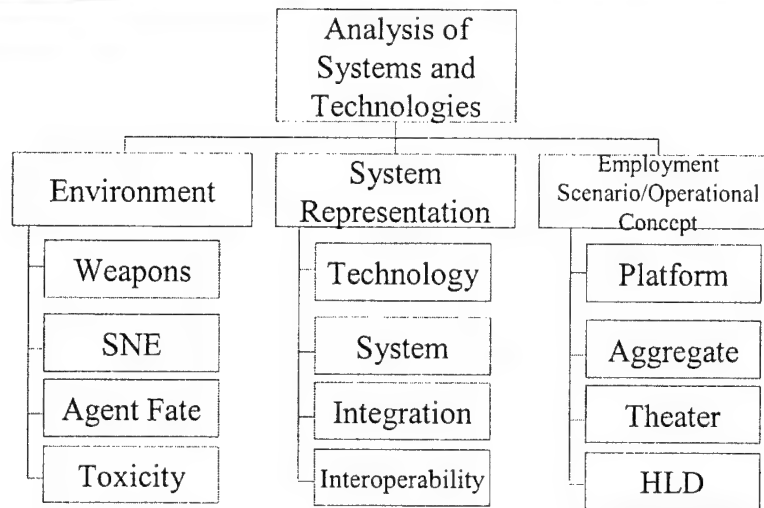 Analysis of
Systems and
Technologies
Environment
Weapons
SNE
Agent Fate
Toxicity
System
Representation
Technology
System
Integration
Interoperability
Employment
Scenario/Operational
Concept
Platform
Aggregate
Theater
HLD